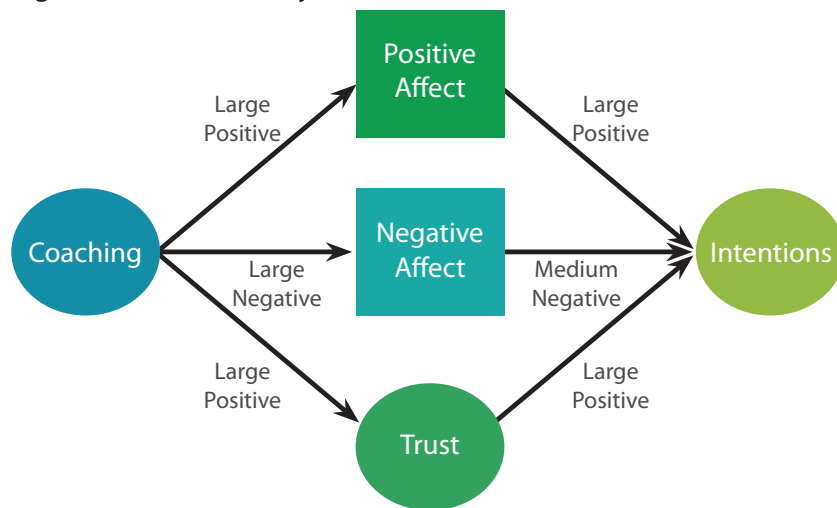 Positive
Affect
Large
Positive
Large
Positive
Coaching
Negative
Affect
Intentions
Large
Negative
Medium
Negative
Large
Positive
Large
Positive
Trust